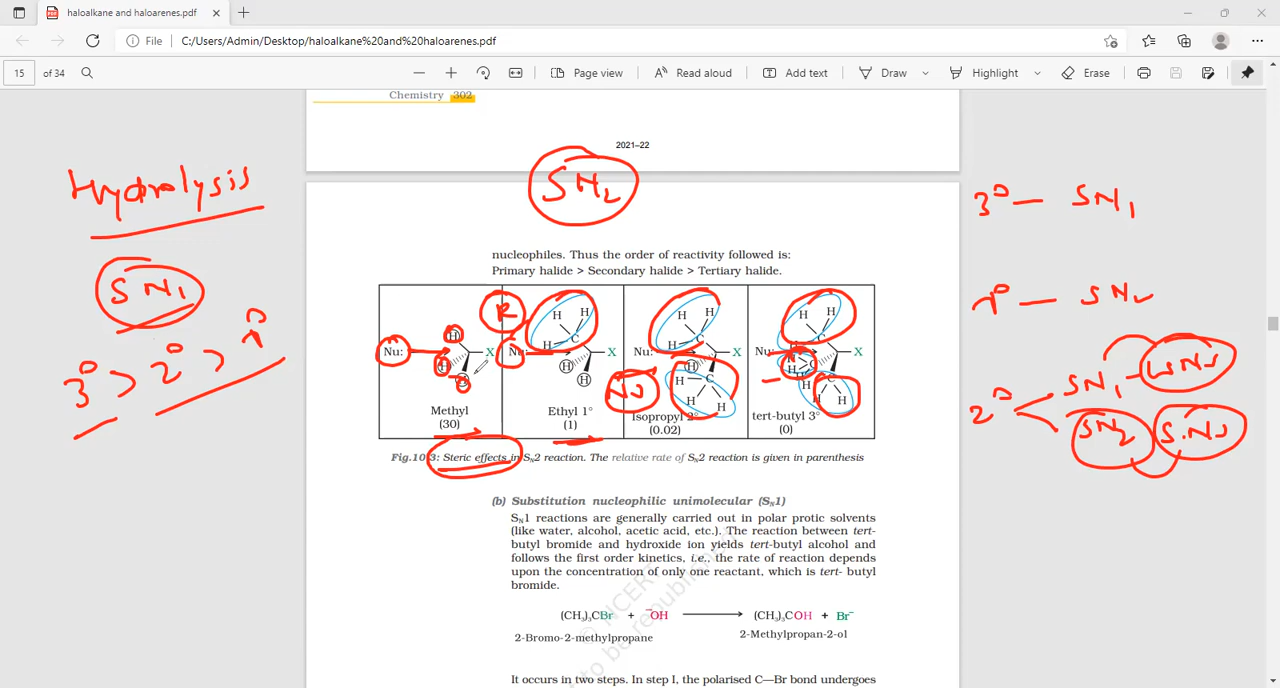 haloalkane and haloarenes.pdf
File C:/Users/Admin/Desktop/haloalkane%20and%20haloarenes.pdf
15 of 34 Page view Read aloud Add text Draw Highlight Erase
Chemistry 302
2021–22
Hydrolysis
SN1
3° > 2° > 1°
SN2
3° — SN1
1° — SN2
2°
SN1
SN2 S.NU
nucleophiles. Thus the order of reactivity followed is:
Primary halide > Secondary halide > Tertiary halide.
R
H H H H H H
H C C C
Nu: H X Nu: X Nu: X Nu: X
H H H H
NU
H C H
H H H H
Methyl Ethyl 1° Isopropyl 2° tert-butyl 3°
(30) (1) (0.02) (0)
Fig.10.3: Steric effects in SN2 reaction. The relative rate of SN2 reaction is given in parenthesis
(b) Substitution nucleophilic unimolecular (SN1)
SN1 reactions are generally carried out in polar protic solvents
(like water, alcohol, acetic acid, etc.). The reaction between tert-
butyl bromide and hydroxide ion yields tert-butyl alcohol and
follows the first order kinetics, i.e., the rate of reaction depends
upon the concentration of only one reactant, which is tert- butyl
bromide.
(CH3)3CBr + ⁻OH ⟶ (CH3)3COH + Br⁻
2-Bromo-2-methylpropane 2-Methylpropan-2-ol
It occurs in two steps. In step I, the polarised C—Br bond undergoes
© NCERT
to be republished